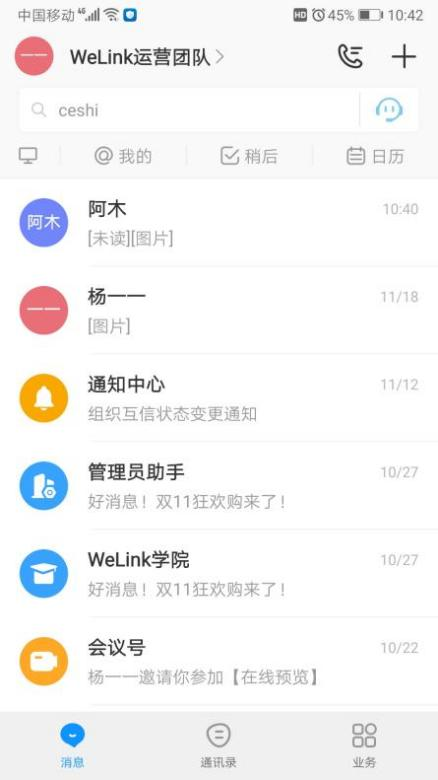 中国移动 4G HD 45% 10:42
一一 WeLink运营团队
ceshi
@我的 稍后 日历
阿木 阿木 10:40
[未读][图片]
一一 杨一一 11/18
[图片]
通知中心 11/12
组织互信状态变更通知
管理员助手 10/27
好消息！双11狂欢购来了！
WeLink学院 10/27
好消息！双11狂欢购来了！
会议号 10/22
杨一一邀请你参加【在线预览】
消息 通讯录 业务